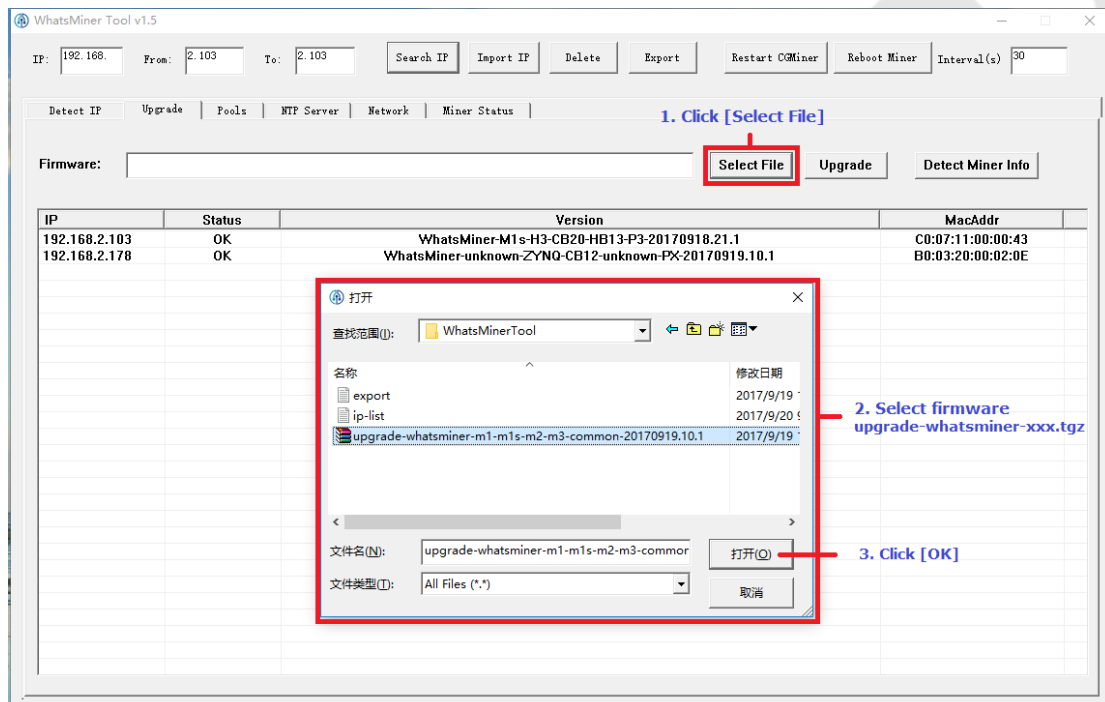 WhatsMiner Tool v1.5
IP: 192.168. From: 2.103 To: 2.103 Search IP Import IP Delete Export Restart CGMiner Reboot Miner Interval(s) 30
Detect IP Upgrade Pools NTP Server Network Miner Status
1. Click [Select File]
Firmware: Select File Upgrade Detect Miner Info
IP Status Version MacAddr
192.168.2.103 OK WhatsMiner-M1s-H3-CB20-HB13-P3-20170918.21.1 C0:07:11:00:00:43
192.168.2.178 OK WhatsMiner-unknown-ZYNQ-CB12-unknown-PX-20170919.10.1 B0:03:20:00:02:0E
打开
查找范围(I): WhatsMinerTool
名称 修改日期
export 2017/9/19 1
ip-list 2017/9/20 9
upgrade-whatsminer-m1-m1s-m2-m3-common-20170919.10.1 2017/9/19 1
2. Select firmware
upgrade-whatsminer-xxx.tgz
文件名(N): upgrade-whatsminer-m1-m1s-m2-m3-commor 打开(O)
3. Click [OK]
文件类型(T): All Files (*.*)
取消